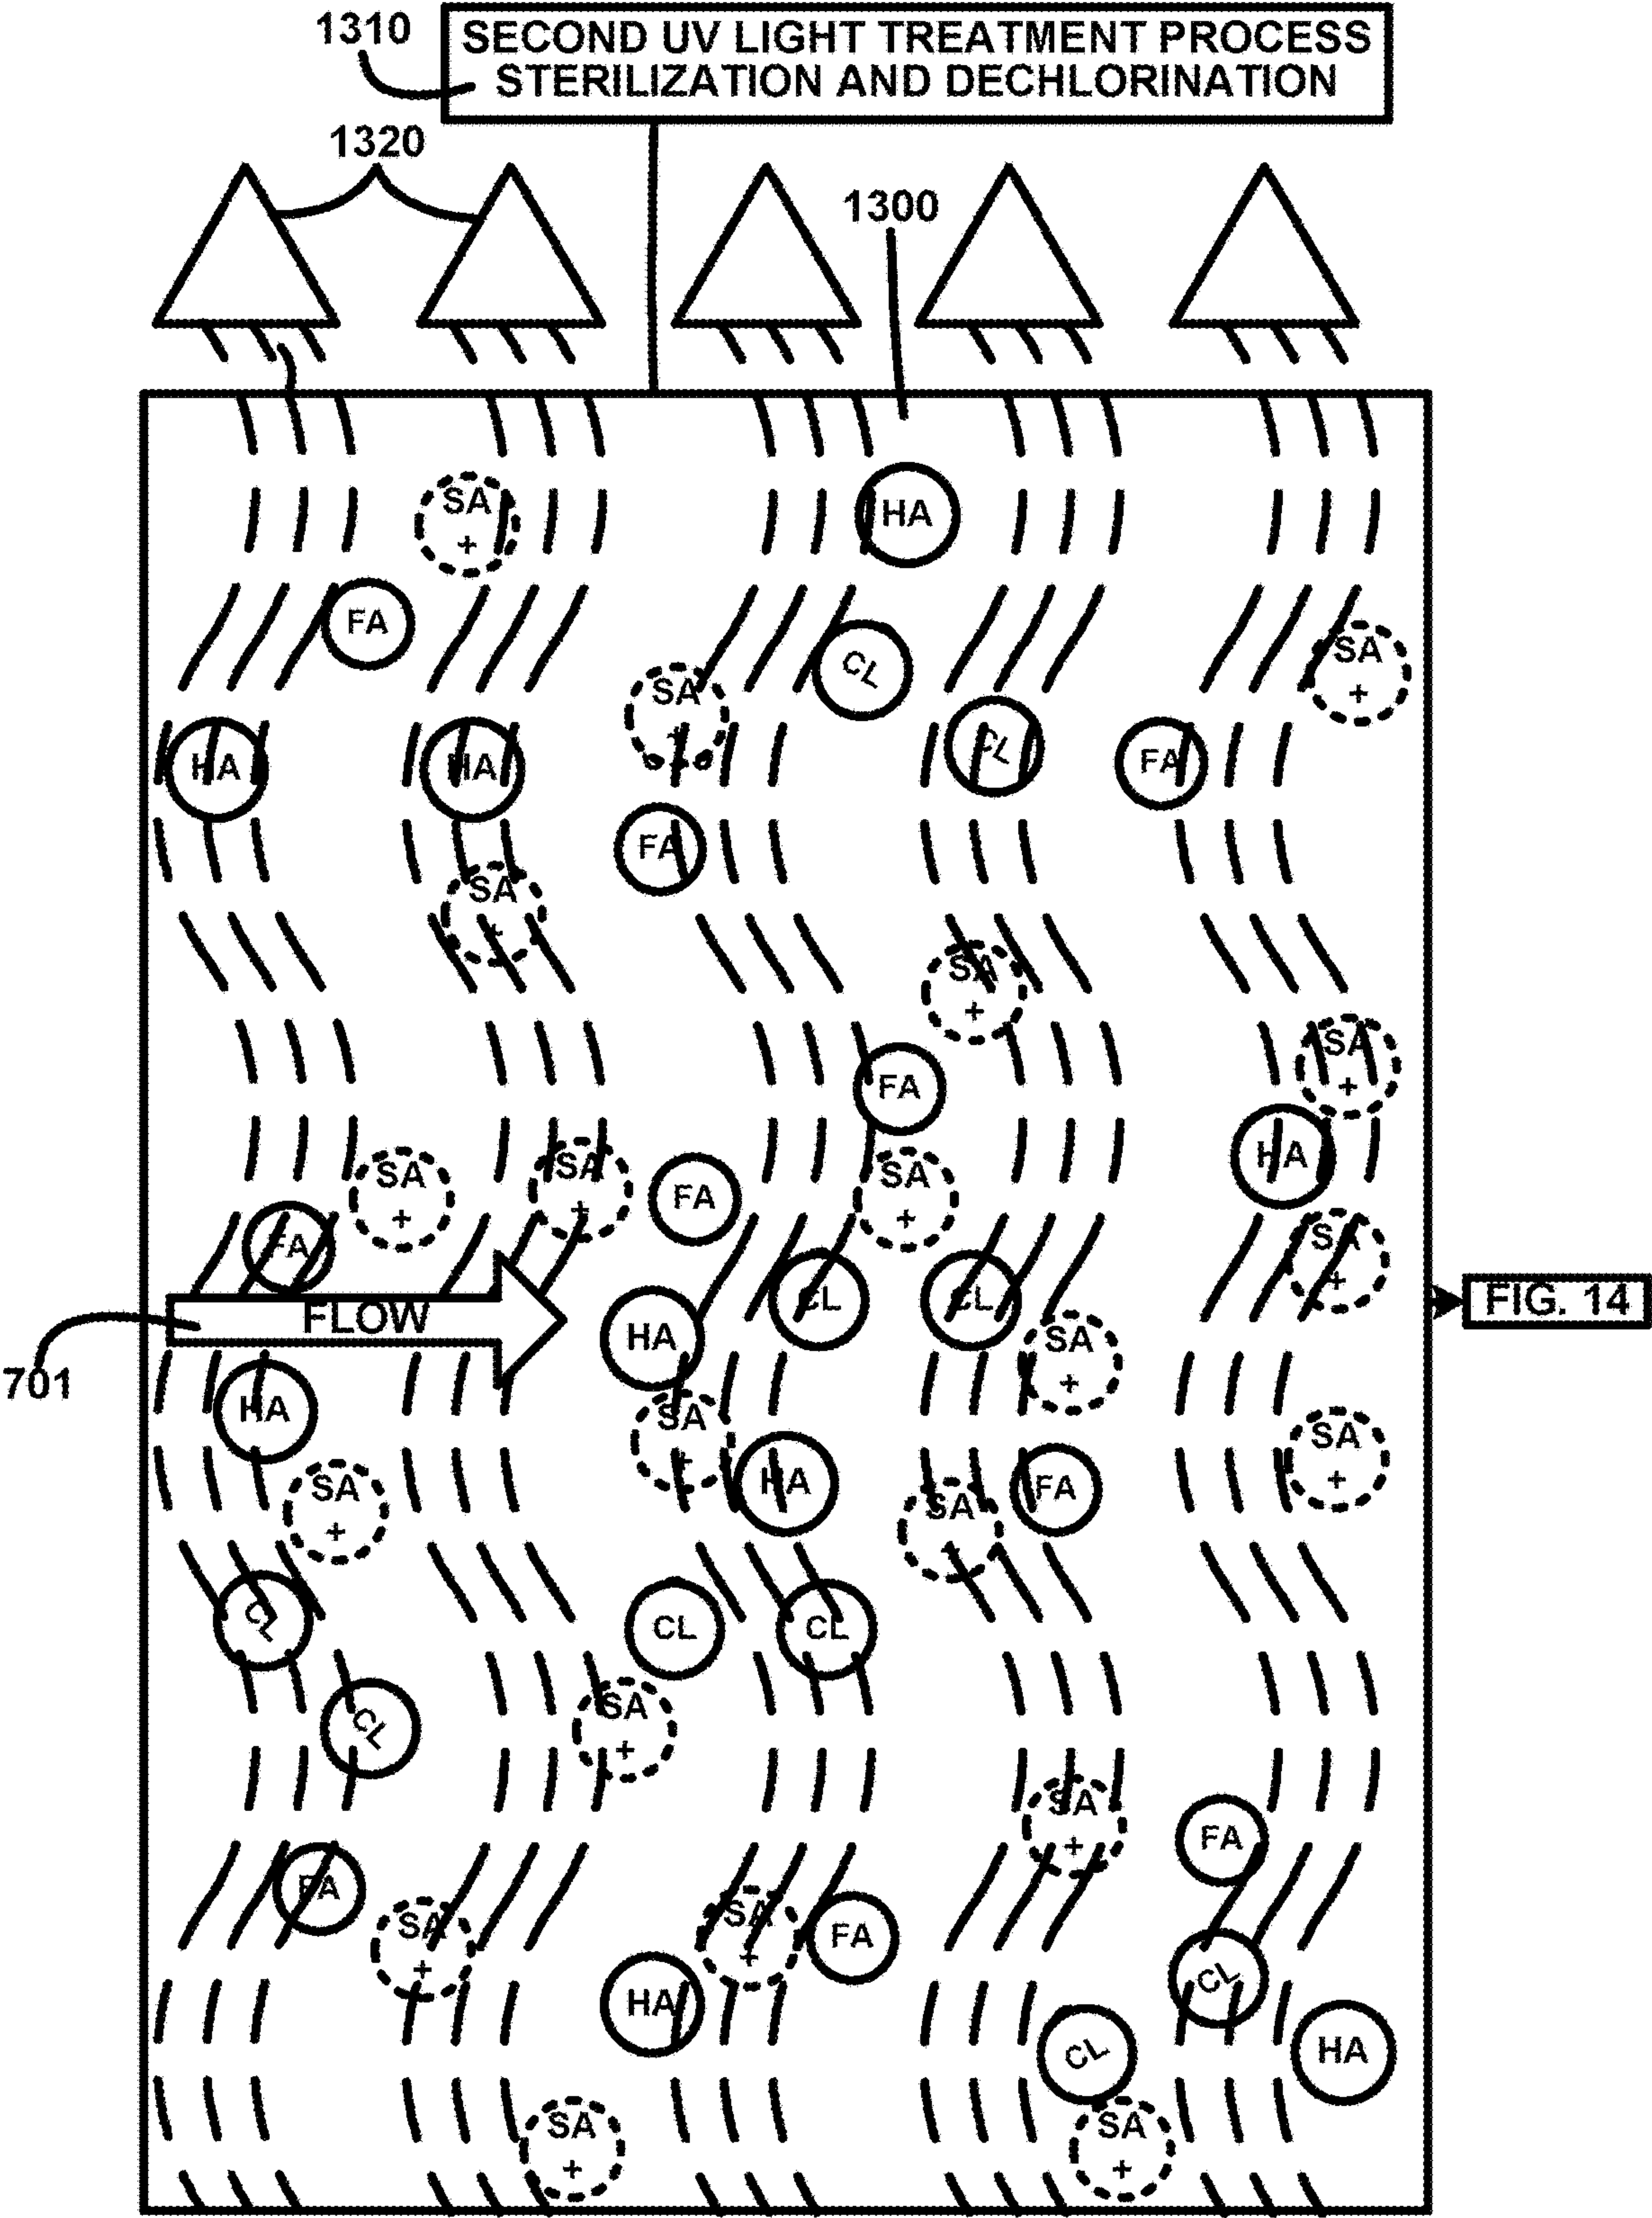 1310
SECOND UV LIGHT TREATMENT PROCESS
STERILIZATION AND DECHLORINATION
1320
1300
SA
+
HA
FA
SA
+
CL
SA
+
CL
FA
HA
HA
FA
SA
+
SA
+
SA
+
FA
HA
SA
+
SA
+
SA
+
FA
SA
+
FA
CL
CL
FIG. 14
FLOW
HA
SA
+
701
HA
SA
+
SA
+
HA
SA
+
FA
SA
+
CL
CL
CL
SA
+
CL
SA
+
FA
FA
SA
+
SA
+
FA
CL
HA
HA
CL
SA
+
SA
+